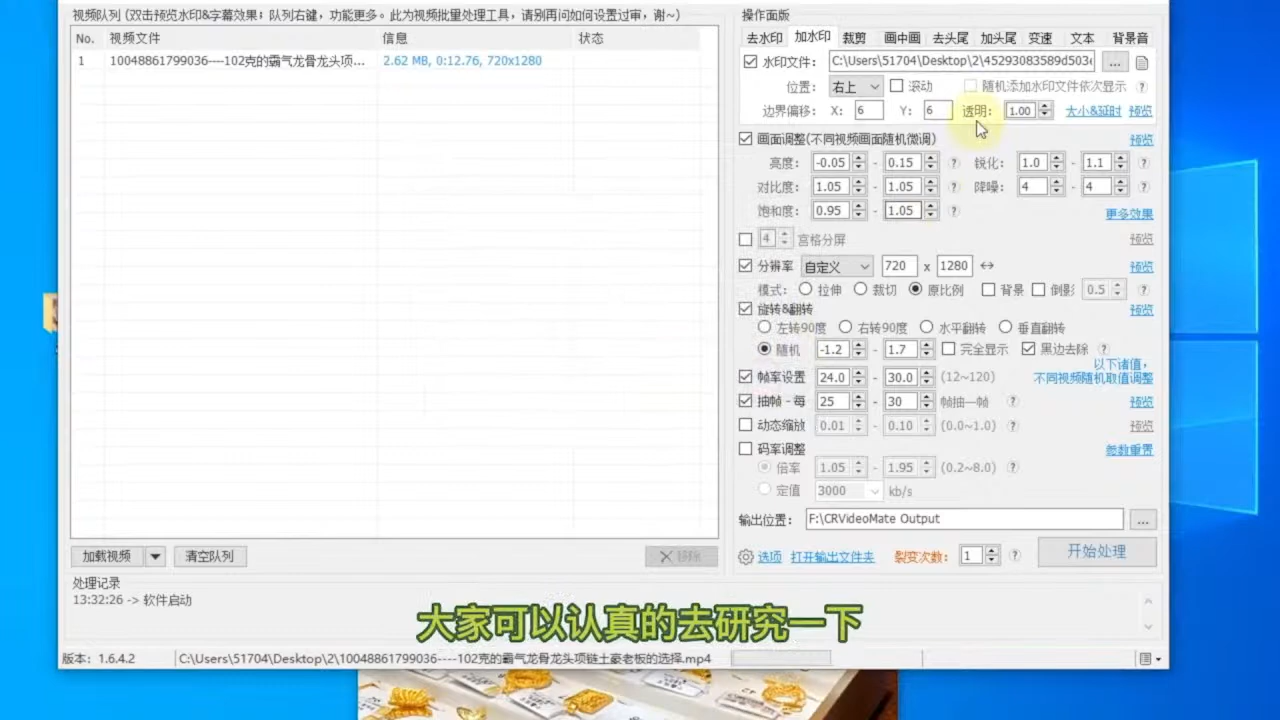 视频队列 (双击预览水印&字幕效果；队列右键，功能更多。此为视频批量处理工具，请别再问如何设置过审，谢~)
No. 视频文件 信息 状态
1 10048861799036----102克的霸气龙骨龙头项... 2.62 MB, 0:12.76, 720x1280
加载视频 清空队列 移除
操作面版
去水印 加水印 裁剪 画中画 去头尾 加头尾 变速 文本 背景音
水印文件: C:\Users\51704\Desktop\2\45293083589d503 ...
位置: 右上 滚动 随机添加水印文件依次显示 ?
边界偏移: X: 6 Y: 6 透明: 1.00 大小&延时 预览
画面调整(不同视频画面随机微调) 预览
亮度: -0.05 - 0.15 ? 锐化: 1.0 - 1.1 ?
对比度: 1.05 - 1.05 ? 降噪: 4 - 4 ?
饱和度: 0.95 - 1.05 ? 更多效果
4 宫格分屏 预览
分辨率 自定义 720 x 1280 ⇔ 预览
模式: 拉伸 裁切 原比例 背景 倒影 0.5 ?
旋转&翻转 预览
左转90度 右转90度 水平翻转 垂直翻转
随机 -1.2 - 1.7 完全显示 黑边去除 ?
以下诸值，
帧率设置 24.0 - 30.0 (12~120) 不同视频随机取值调整
抽帧 - 每 25 - 30 帧抽一帧 ? 预览
动态缩放 0.01 - 0.10 (0.0~1.0) ? 预览
码率调整 参数重置
倍率 1.05 - 1.95 (0.2~8.0) ?
定值 3000 kb/s
输出位置: F:\CRVideoMate Output ...
选项 打开输出文件夹 裂变次数: 1 ? 开始处理
处理记录
13:32:26 -> 软件启动
大家可以认真的去研究一下
版本: 1.6.4.2 C:\Users\51704\Desktop\2\10048861799036----102克的霸气龙骨龙头项链土豪老板的选择.mp4